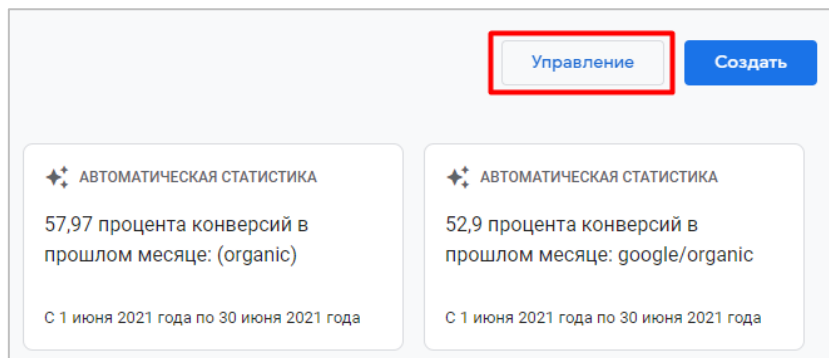 Управление
Создать
АВТОМАТИЧЕСКАЯ СТАТИСТИКА
57,97 процента конверсий в
прошлом месяце: (organic)
С 1 июня 2021 года по 30 июня 2021 года
АВТОМАТИЧЕСКАЯ СТАТИСТИКА
52,9 процента конверсий в
прошлом месяце: google/organic
С 1 июня 2021 года по 30 июня 2021 года